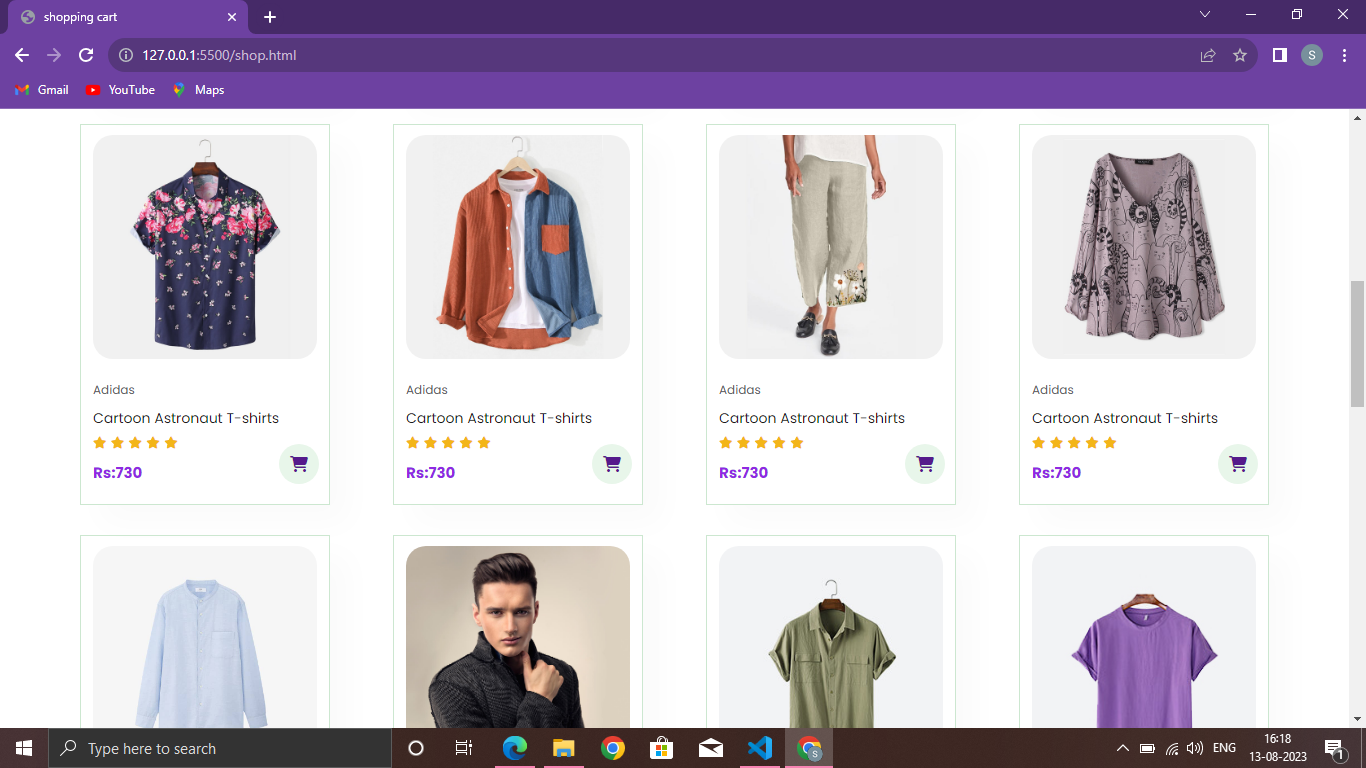 shopping cart
127.0.0.1:5500/shop.html
S
Gmail
YouTube
Maps
Adidas
Cartoon Astronaut T-shirts
Rs:730
Adidas
Cartoon Astronaut T-shirts
Rs:730
Adidas
Cartoon Astronaut T-shirts
Rs:730
Adidas
Cartoon Astronaut T-shirts
Rs:730
Type here to search
S
ENG
16:18
13-08-2023
1